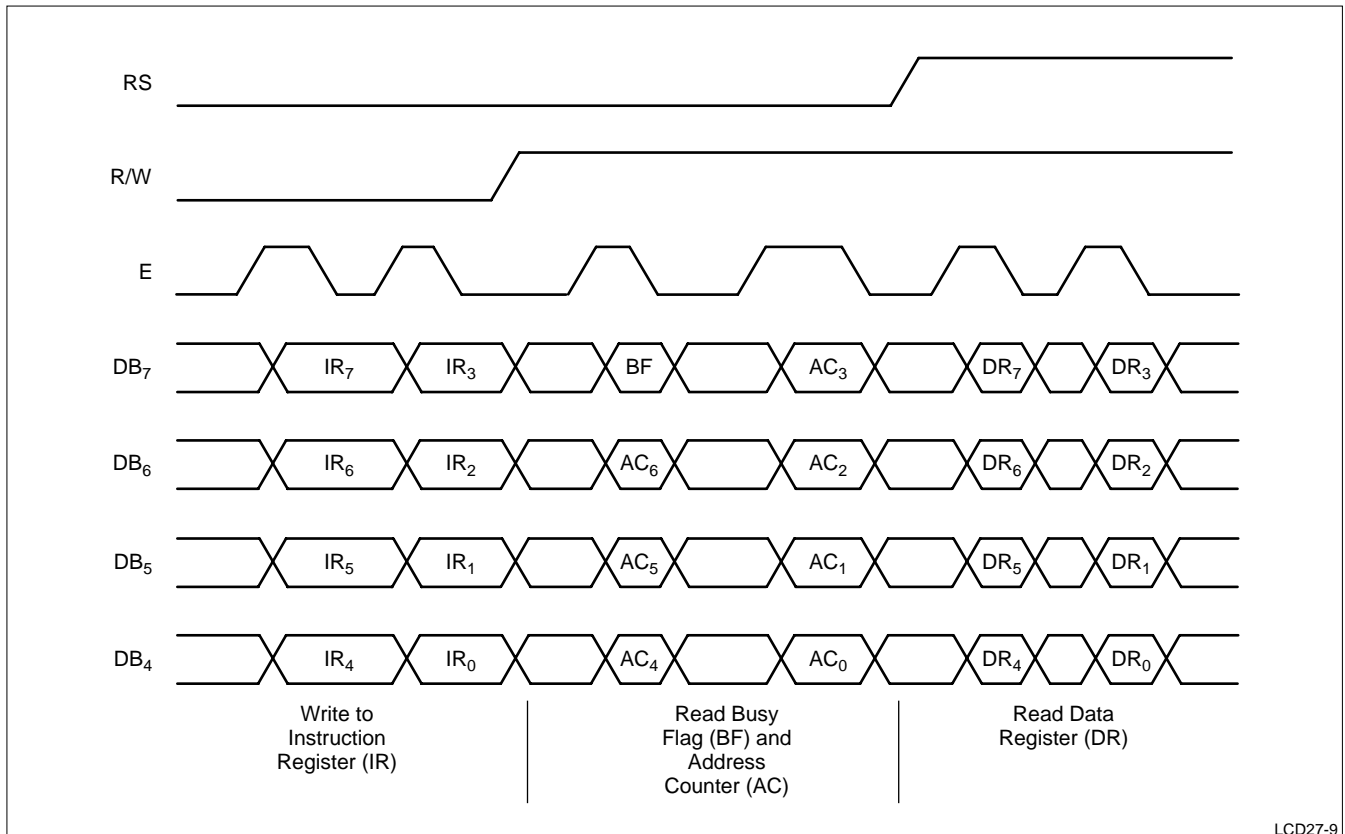 RS
R/W
E
DB₇ IR₇ IR₃ BF AC₃ DR₇ DR₃
DB₆ IR₆ IR₂ AC₆ AC₂ DR₆ DR₂
DB₅ IR₅ IR₁ AC₅ AC₁ DR₅ DR₁
DB₄ IR₄ IR₀ AC₄ AC₀ DR₄ DR₀
Write to
Instruction
Register (IR)
Read Busy
Flag (BF) and
Address
Counter (AC)
Read Data
Register (DR)
LCD27-9